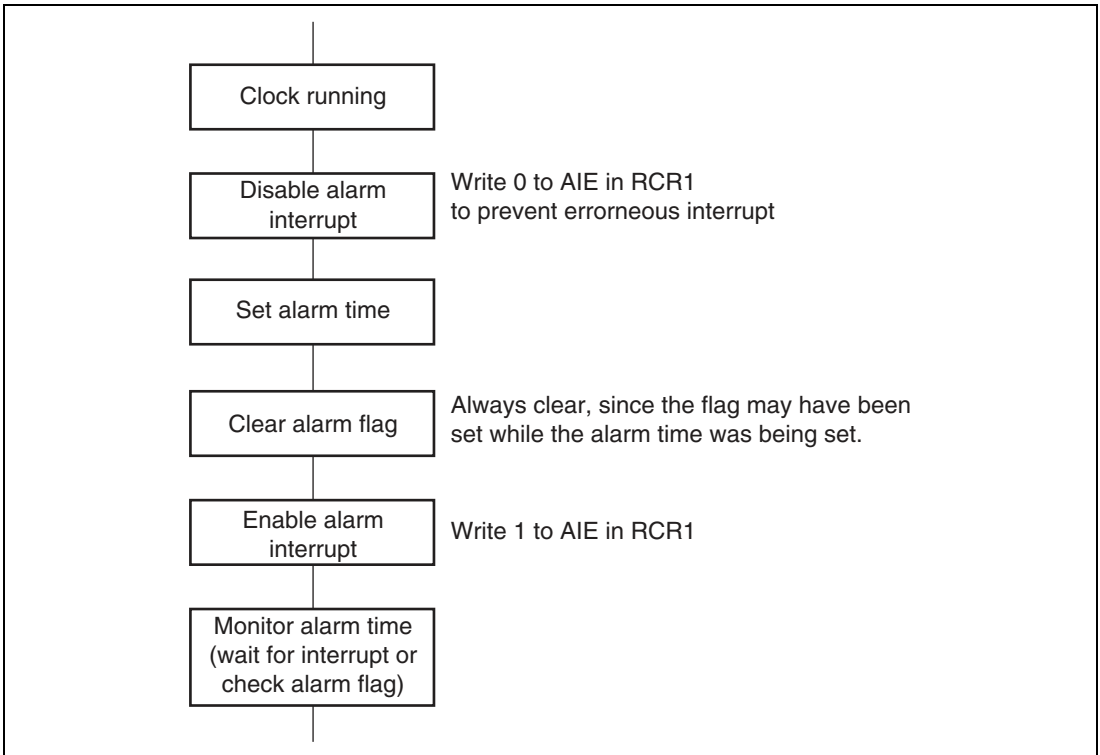 Clock running
Disable alarm
interrupt
Write 0 to AIE in RCR1
to prevent errorneous interrupt
Set alarm time
Clear alarm flag
Always clear, since the flag may have been
set while the alarm time was being set.
Enable alarm
interrupt
Write 1 to AIE in RCR1
Monitor alarm time
(wait for interrupt or
check alarm flag)